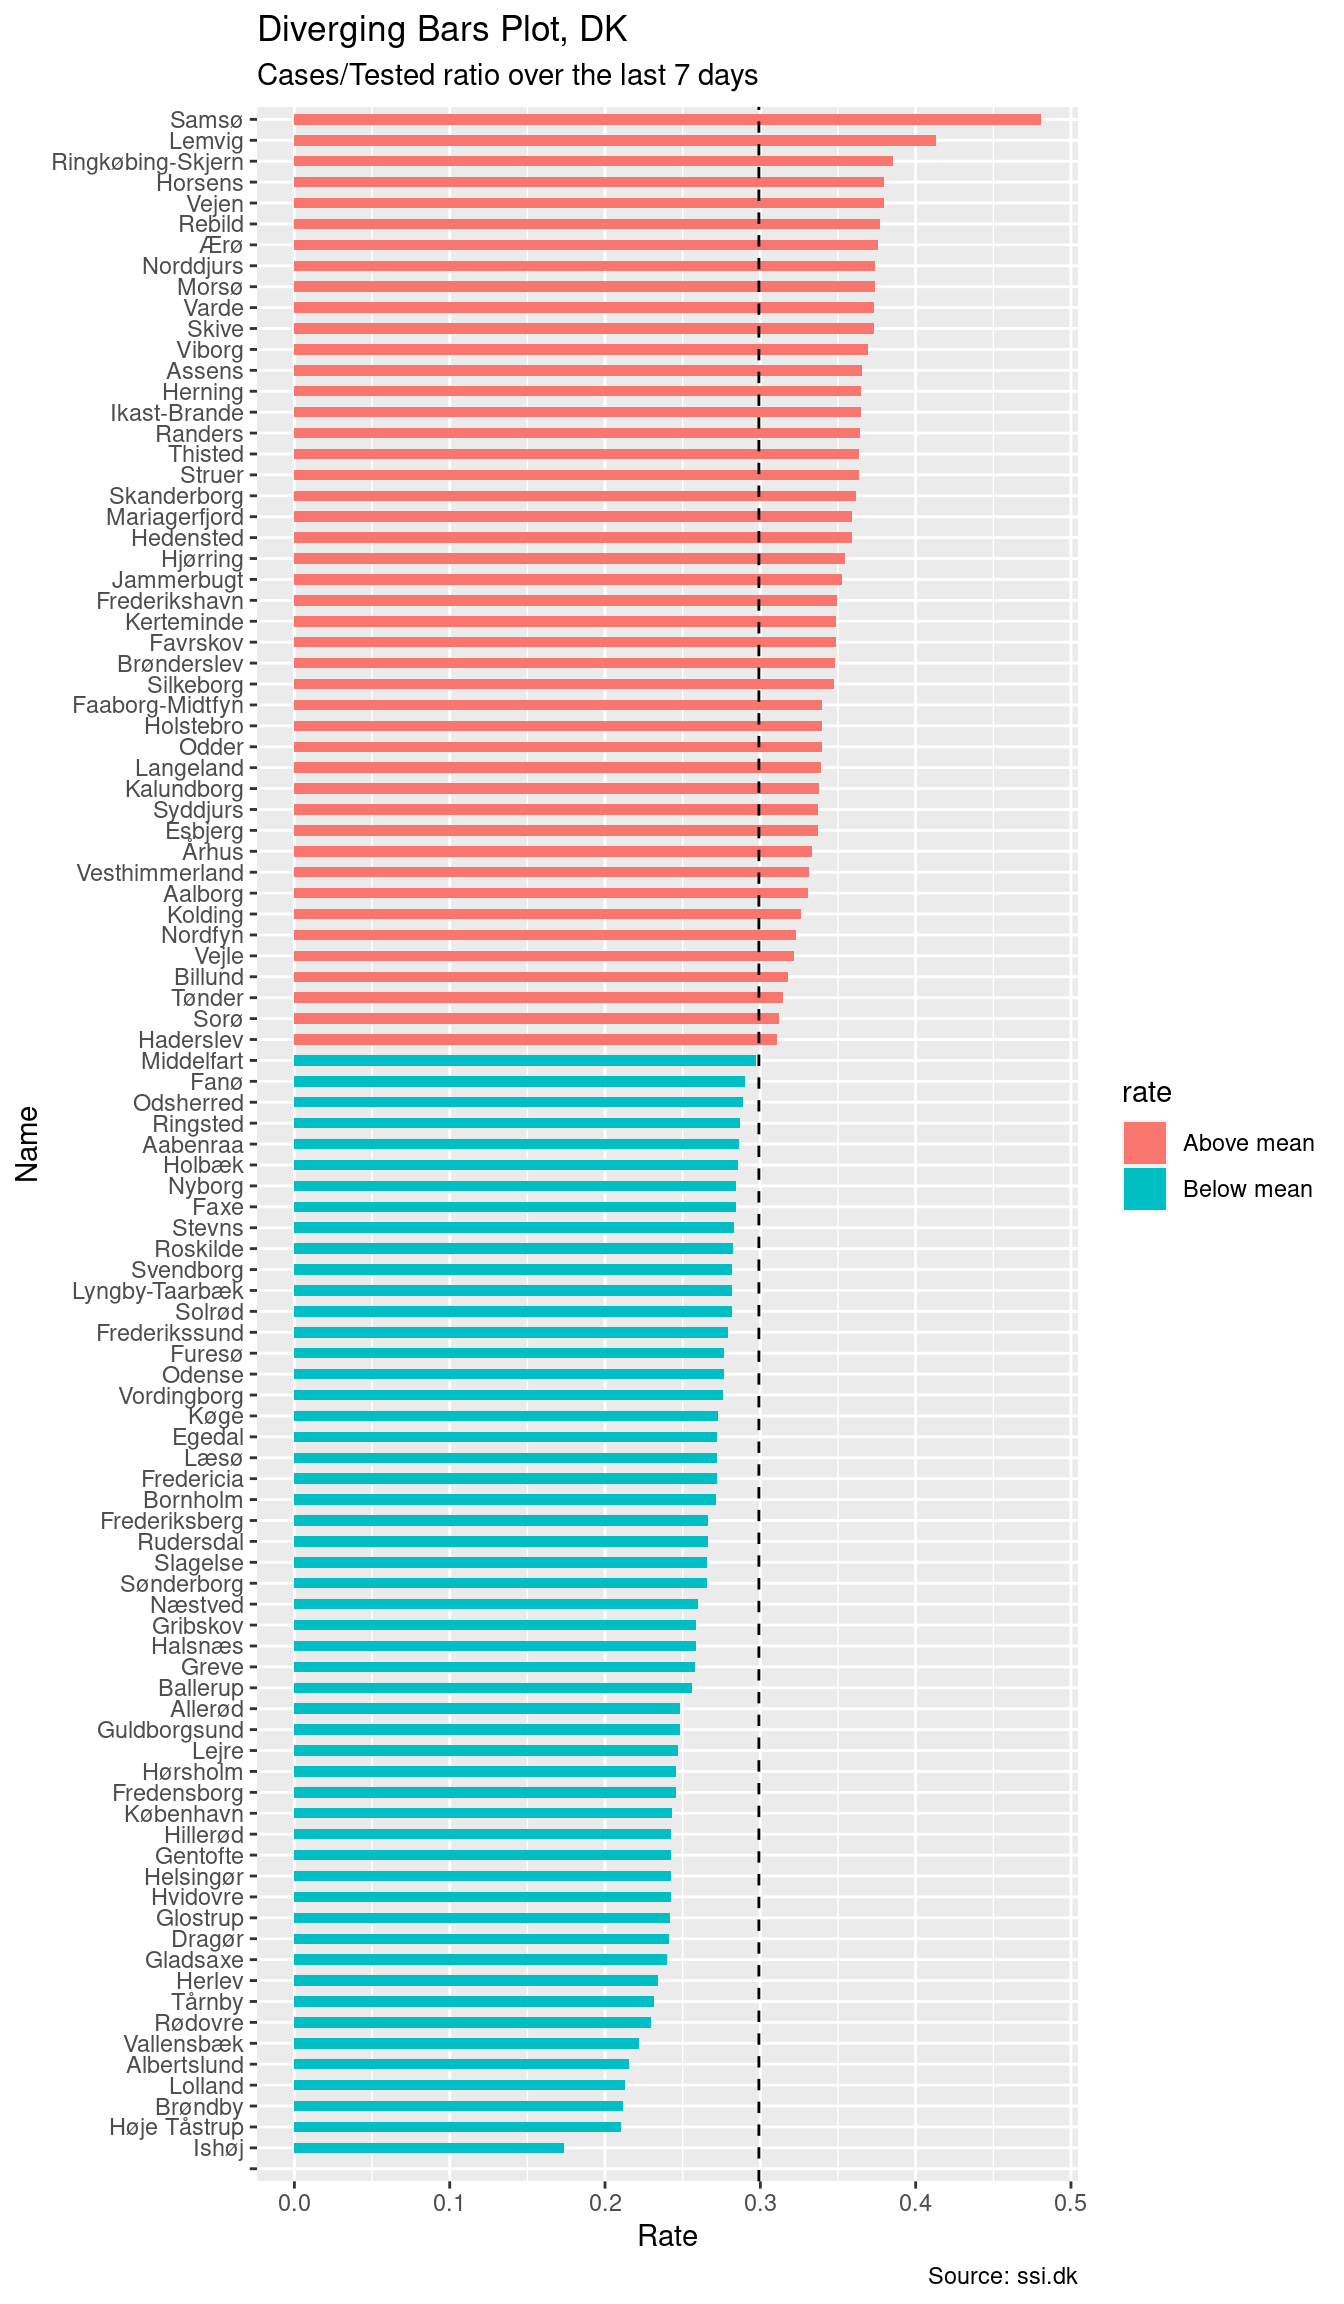 Diverging Bars Plot, DK
Cases/Tested ratio over the last 7 days
Samsø
Lemvig
Ringkøbing-Skjern
Horsens
Vejen
Rebild
Ærø
Norddjurs
Morsø
Varde
Skive
Viborg
Assens
Herning
Ikast-Brande
Randers
Thisted
Struer
Skanderborg
Mariagerfjord
Hedensted
Hjørring
Jammerbugt
Frederikshavn
Kerteminde
Favrskov
Brønderslev
Silkeborg
Faaborg-Midtfyn
Holstebro
Odder
Langeland
Kalundborg
Syddjurs
Esbjerg
Århus
Vesthimmerland
Aalborg
Kolding
Nordfyn
Vejle
Billund
Tønder
Sorø
Haderslev
Middelfart
Fanø
Odsherred
Ringsted
Aabenraa
Holbæk
Nyborg
Faxe
Stevns
Roskilde
Svendborg
Lyngby-Taarbæk
Solrød
Frederikssund
Furesø
Odense
Vordingborg
Køge
Egedal
Læsø
Fredericia
Bornholm
Frederiksberg
Rudersdal
Slagelse
Sønderborg
Næstved
Gribskov
Halsnæs
Greve
Ballerup
Allerød
Guldborgsund
Lejre
Hørsholm
Fredensborg
København
Hillerød
Gentofte
Helsingør
Hvidovre
Glostrup
Dragør
Gladsaxe
Herlev
Tårnby
Rødovre
Vallensbæk
Albertslund
Lolland
Brøndby
Høje Tåstrup
Ishøj
Name
0.0 0.1 0.2 0.3 0.4 0.5
Rate
rate
Above mean
Below mean
Source: ssi.dk